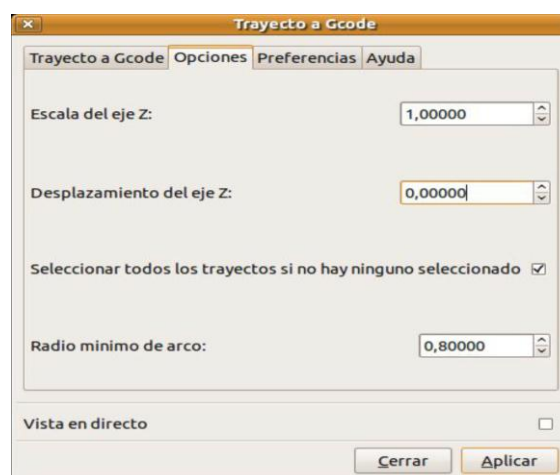 Trayecto a Gcode
Trayecto a Gcode Opciones Preferencias Ayuda
Escala del eje Z: 1,00000
Desplazamiento del eje Z: 0,00000
Seleccionar todos los trayectos si no hay ninguno seleccionado
Radio minimo de arco: 0,80000
Vista en directo
Cerrar Aplicar